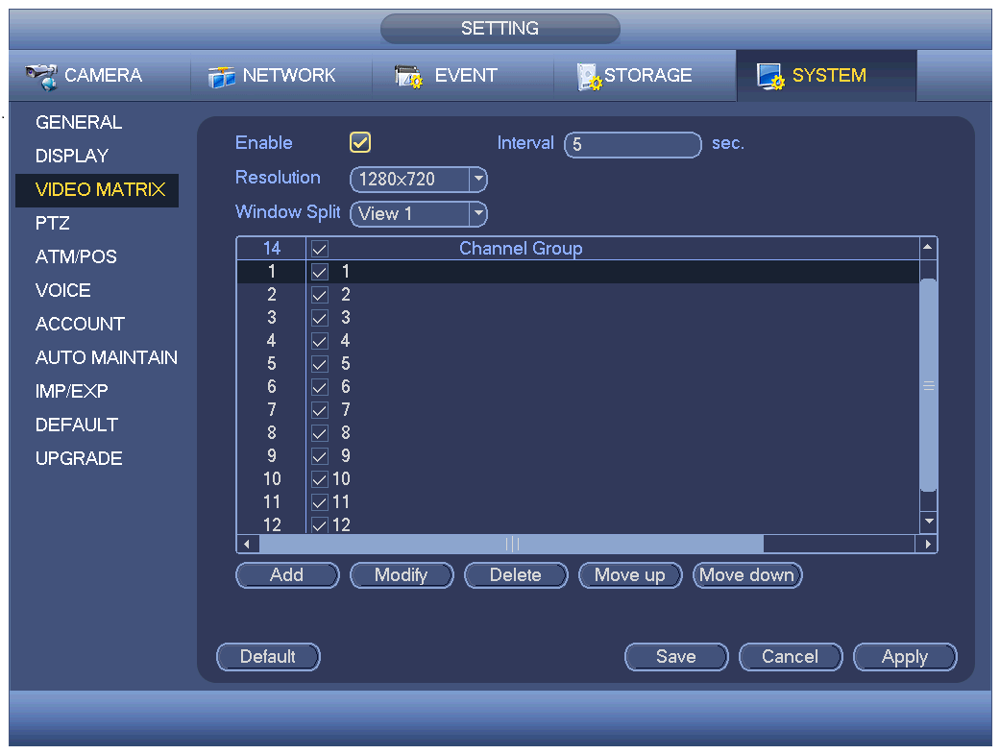 SETTING
CAMERA NETWORK EVENT STORAGE SYSTEM
GENERAL
DISPLAY
VIDEO MATRIX
PTZ
ATM/POS
VOICE
ACCOUNT
AUTO MAINTAIN
IMP/EXP
DEFAULT
UPGRADE
Enable Interval 5 sec.
Resolution 1280x720
Window Split View 1
14 Channel Group
1 1
2 2
3 3
4 4
5 5
6 6
7 7
8 8
9 9
10 10
11 11
12 12
Add Modify Delete Move up Move down
Default Save Cancel Apply